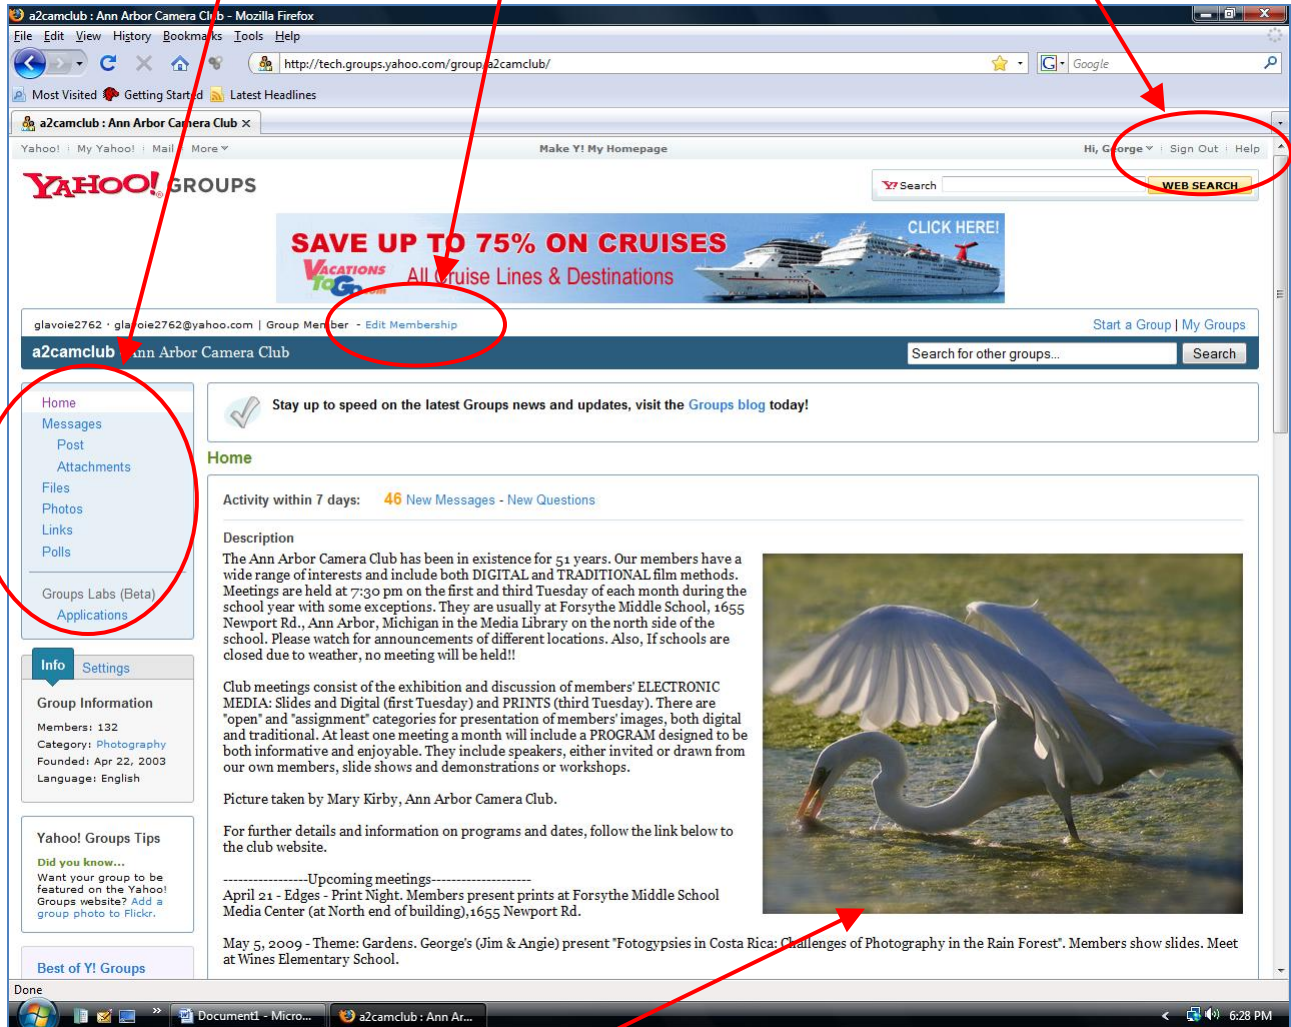 a2camclub : Ann Arbor Camera Club - Mozilla Firefox
File Edit View History Bookmarks Tools Help
http://tech.groups.yahoo.com/group/a2camclub/
G Google
Most Visited Getting Started Latest Headlines
a2camclub : Ann Arbor Camera Club ×
Yahoo! My Yahoo! Mail More Make Y! My Homepage Hi, George Sign Out Help
YAHOO! GROUPS
Y! Search WEB SEARCH
SAVE UP TO 75% ON CRUISES CLICK HERE!
VACATIONS TO GO.com All Cruise Lines & Destinations
glavoie2762 · glavoie2762@yahoo.com | Group Member - Edit Membership Start a Group | My Groups
a2camclub Ann Arbor Camera Club Search for other groups... Search
Home
Messages
Post
Attachments
Files
Photos
Links
Polls
Groups Labs (Beta)
Applications
Info Settings
Group Information
Members: 132
Category: Photography
Founded: Apr 22, 2003
Language: English
Yahoo! Groups Tips
Did you know...
Want your group to be
featured on the Yahoo!
Groups website? Add a
group photo to Flickr.
Best of Y! Groups
Stay up to speed on the latest Groups news and updates, visit the Groups blog today!
Home
Activity within 7 days: 46 New Messages - New Questions
Description
The Ann Arbor Camera Club has been in existence for 51 years. Our members have a
wide range of interests and include both DIGITAL and TRADITIONAL film methods.
Meetings are held at 7:30 pm on the first and third Tuesday of each month during the
school year with some exceptions. They are usually at Forsythe Middle School, 1655
Newport Rd., Ann Arbor, Michigan in the Media Library on the north side of the
school. Please watch for announcements of different locations. Also, If schools are
closed due to weather, no meeting will be held!!
Club meetings consist of the exhibition and discussion of members' ELECTRONIC
MEDIA: Slides and Digital (first Tuesday) and PRINTS (third Tuesday). There are
"open" and "assignment" categories for presentation of members' images, both digital
and traditional. At least one meeting a month will include a PROGRAM designed to be
both informative and enjoyable. They include speakers, either invited or drawn from
our own members, slide shows and demonstrations or workshops.
Picture taken by Mary Kirby, Ann Arbor Camera Club.
For further details and information on programs and dates, follow the link below to
the club website.
-----------------Upcoming meetings--------------------
April 21 - Edges - Print Night. Members present prints at Forsythe Middle School
Media Center (at North end of building),1655 Newport Rd.
May 5, 2009 - Theme: Gardens. George's (Jim & Angie) present "Fotogypsies in Costa Rica: Challenges of Photography in the Rain Forest". Members show slides. Meet
at Wines Elementary School.
Done
Document1 - Micro... a2camclub : Ann Ar... 6:28 PM